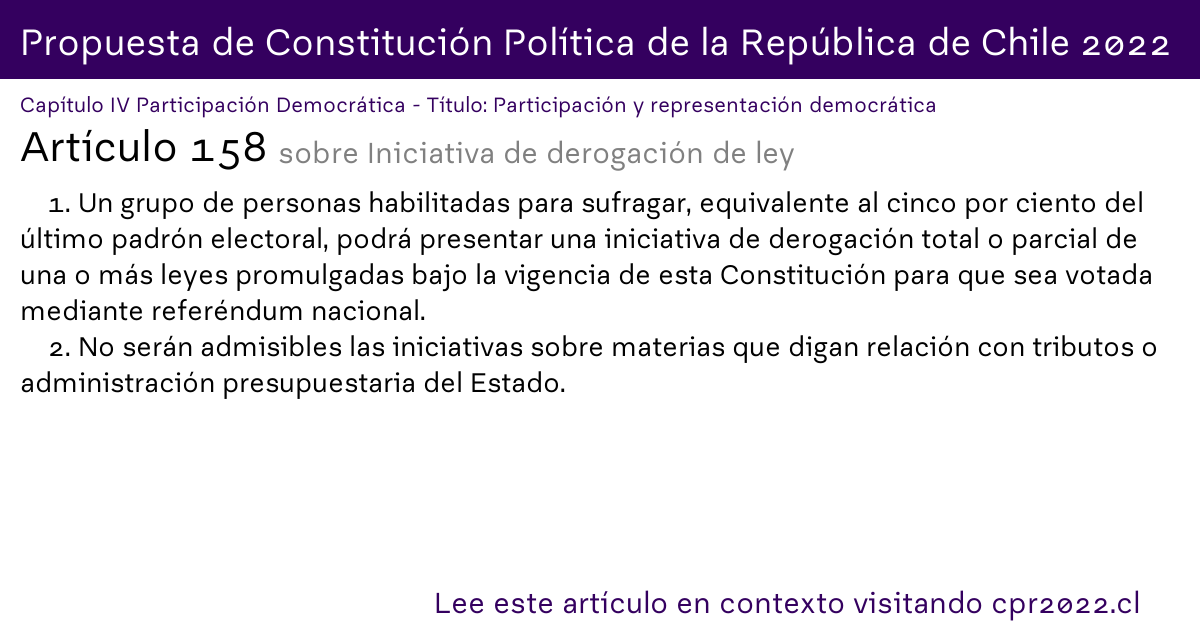 Propuesta de Constitución Política de la República de Chile 2022
Capítulo IV Participación Democrática - Título: Participación y representación democrática
Artículo 158 sobre Iniciativa de derogación de ley
1. Un grupo de personas habilitadas para sufragar, equivalente al cinco por ciento del
último padrón electoral, podrá presentar una iniciativa de derogación total o parcial de
una o más leyes promulgadas bajo la vigencia de esta Constitución para que sea votada
mediante referéndum nacional.
2. No serán admisibles las iniciativas sobre materias que digan relación con tributos o
administración presupuestaria del Estado.
Lee este artículo en contexto visitando cpr2022.cl